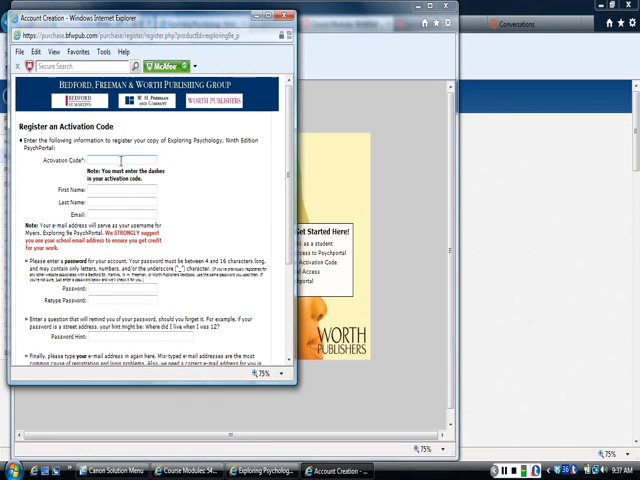 Account Creation - Windows Internet Explorer
https://purchase.bfwpub.com/purchase/register/register.php?productId=exploring9e_p
File Edit View Favorites Tools Help
Secure Search McAfee
BEDFORD, FREEMAN & WORTH PUBLISHING GROUP
BEDFORD
ST. MARTIN'S
W. H. FREEMAN
AND COMPANY
WORTH PUBLISHERS
Register an Activation Code
Enter the following information to register your copy of Exploring Psychology, Ninth Edition
PsychPortal:
Activation Code*:
Note: You must enter the dashes
in your activation code.
First Name:
Last Name:
Email:
Note: Your e-mail address will serve as your username for
Myers, Exploring 9e PsychPortal. We STRONGLY suggest
you use your school email address to ensure you get credit
for your work.
Please enter a password for your account. Your password must be between 4 and 16 characters long,
and may contain only letters, numbers, and/or the underscore ("_") character.
Password:
Retype Password:
Enter a question that will remind you of your password, should you forget it. For example, if your
password is a street address, your hint might be: Where did I live when I was 12?
Password Hint:
Finally, please type your e-mail address in again here. Mis-typed e-mail addresses are the most
common cause of registration and login problems. Also, we need a correct e-mail address if
75%
Conversations
Get Started Here!
as a student
Access to Psychportal
Activation Code
Access
portal
WORTH
PUBLISHERS
75%
75%
Canon Solution Menu
Course Modules: 54...
Exploring Psycholog...
Account Creation - ...
36
9:37 AM